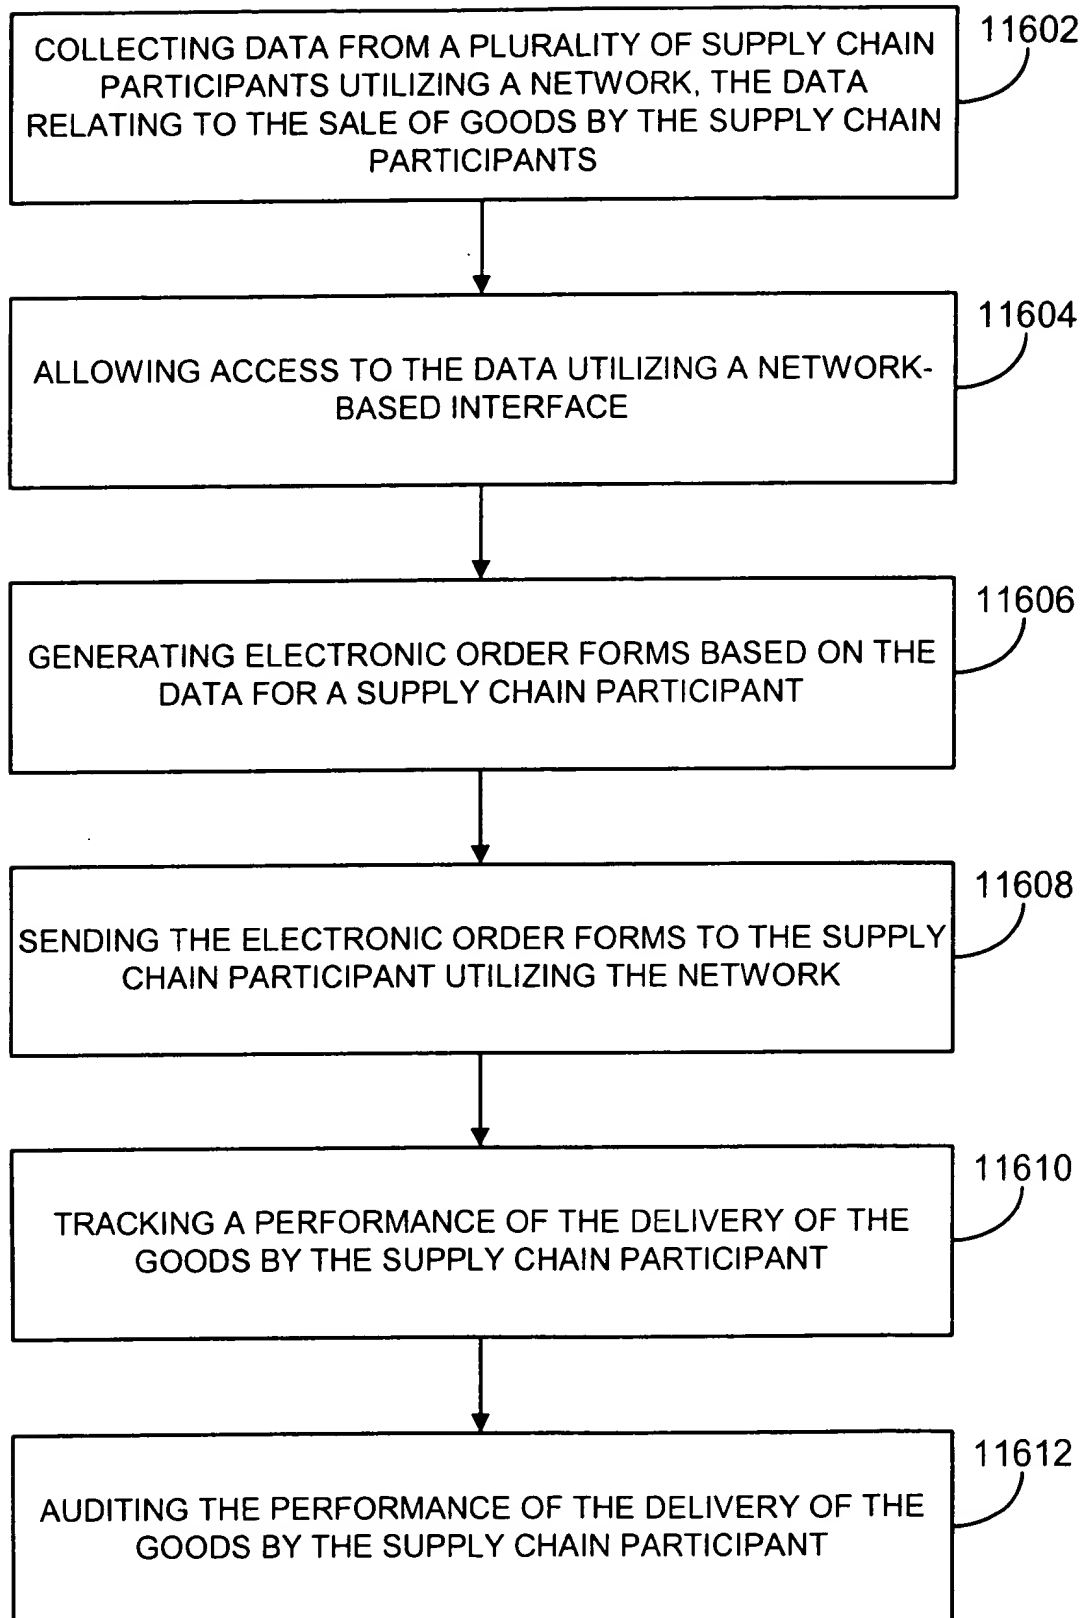 11602
COLLECTING DATA FROM A PLURALITY OF SUPPLY CHAIN
PARTICIPANTS UTILIZING A NETWORK, THE DATA
RELATING TO THE SALE OF GOODS BY THE SUPPLY CHAIN
PARTICIPANTS
11604
ALLOWING ACCESS TO THE DATA UTILIZING A NETWORK-
BASED INTERFACE
11606
GENERATING ELECTRONIC ORDER FORMS BASED ON THE
DATA FOR A SUPPLY CHAIN PARTICIPANT
11608
SENDING THE ELECTRONIC ORDER FORMS TO THE SUPPLY
CHAIN PARTICIPANT UTILIZING THE NETWORK
11610
TRACKING A PERFORMANCE OF THE DELIVERY OF THE
GOODS BY THE SUPPLY CHAIN PARTICIPANT
11612
AUDITING THE PERFORMANCE OF THE DELIVERY OF THE
GOODS BY THE SUPPLY CHAIN PARTICIPANT